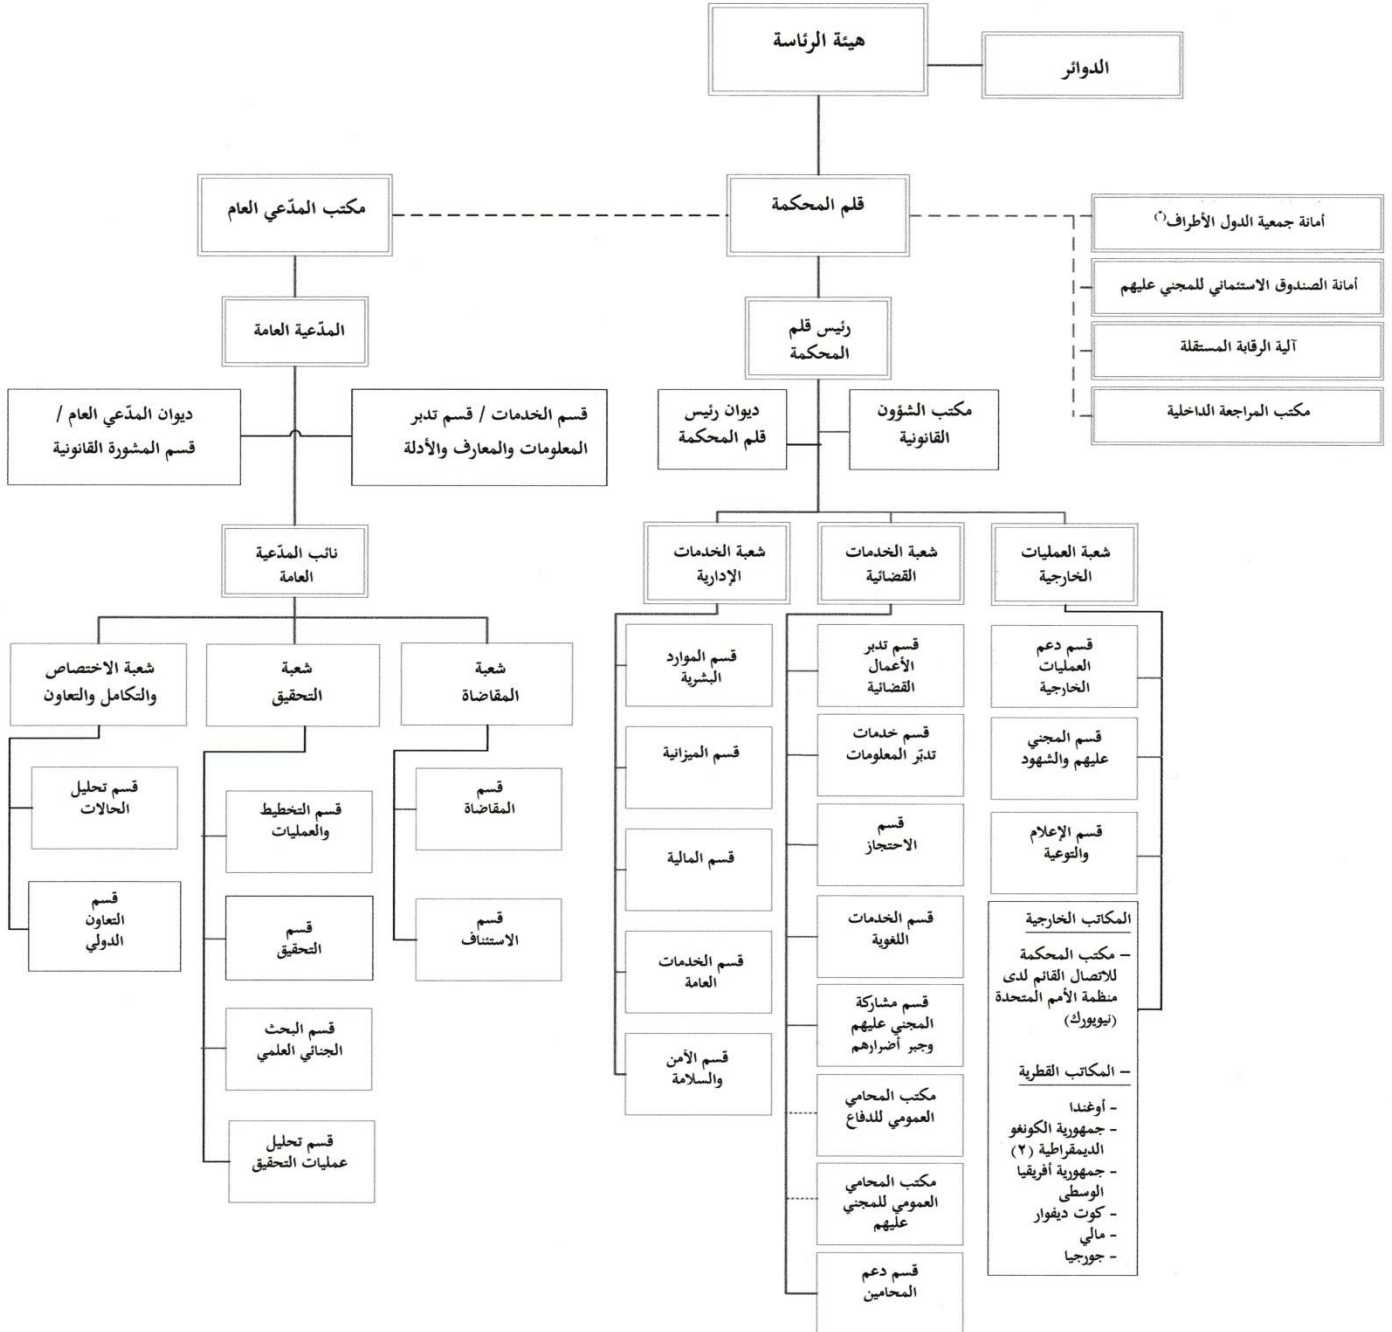 هيئة الرئاسة
الدوائر
قلم المحكمة
مكتب المدّعي العام
أمانة جمعية الدول الأطراف(*)
أمانة الصندوق الاستئماني للمجني عليهم
آلية الرقابة المستقلة
مكتب المراجعة الداخلية
رئيس قلم
المحكمة
المدّعية العامة
مكتب الشؤون
القانونية
ديوان رئيس
قلم المحكمة
قسم الخدمات / قسم تدبر
المعلومات والمعارف والأدلة
ديوان المدّعي العام /
قسم المشورة القانونية
نائب المدّعية
العامة
شعبة العمليات
الخارجية
شعبة الخدمات
القضائية
شعبة الخدمات
الإدارية
قسم دعم
العمليات
الخارجية
قسم المجني
عليهم والشهود
قسم الإعلام
والتوعية
المكاتب الخارجية
– مكتب المحكمة
للاتصال القائم لدى
منظمة الأمم المتحدة
(نيويورك)
– المكاتب القطرية
- أوغندا
- جمهورية الكونغو
الديمقراطية (٢)
- جمهورية أفريقيا
الوسطى
- كوت ديفوار
- مالي
- جورجيا
قسم تدبر
الأعمال
القضائية
قسم خدمات
تدبّر المعلومات
قسم
الاحتجاز
قسم الخدمات
اللغوية
قسم مشاركة
المجني عليهم
وجبر أضرارهم
مكتب المحامي
العمومي للدفاع
مكتب المحامي
العمومي للمجني
عليهم
قسم دعم
المحامين
قسم الموارد
البشرية
قسم الميزانية
قسم المالية
قسم الخدمات
العامة
قسم الأمن
والسلامة
شعبة
المقاضاة
قسم
المقاضاة
قسم
الاستئناف
شعبة
التحقيق
قسم التخطيط
والعمليات
قسم
التحقيق
قسم البحث
الجنائي العلمي
قسم تحليل
عمليات التحقيق
شعبة الاختصاص
والتكامل والتعاون
قسم تحليل
الحالات
قسم
التعاون
الدولي